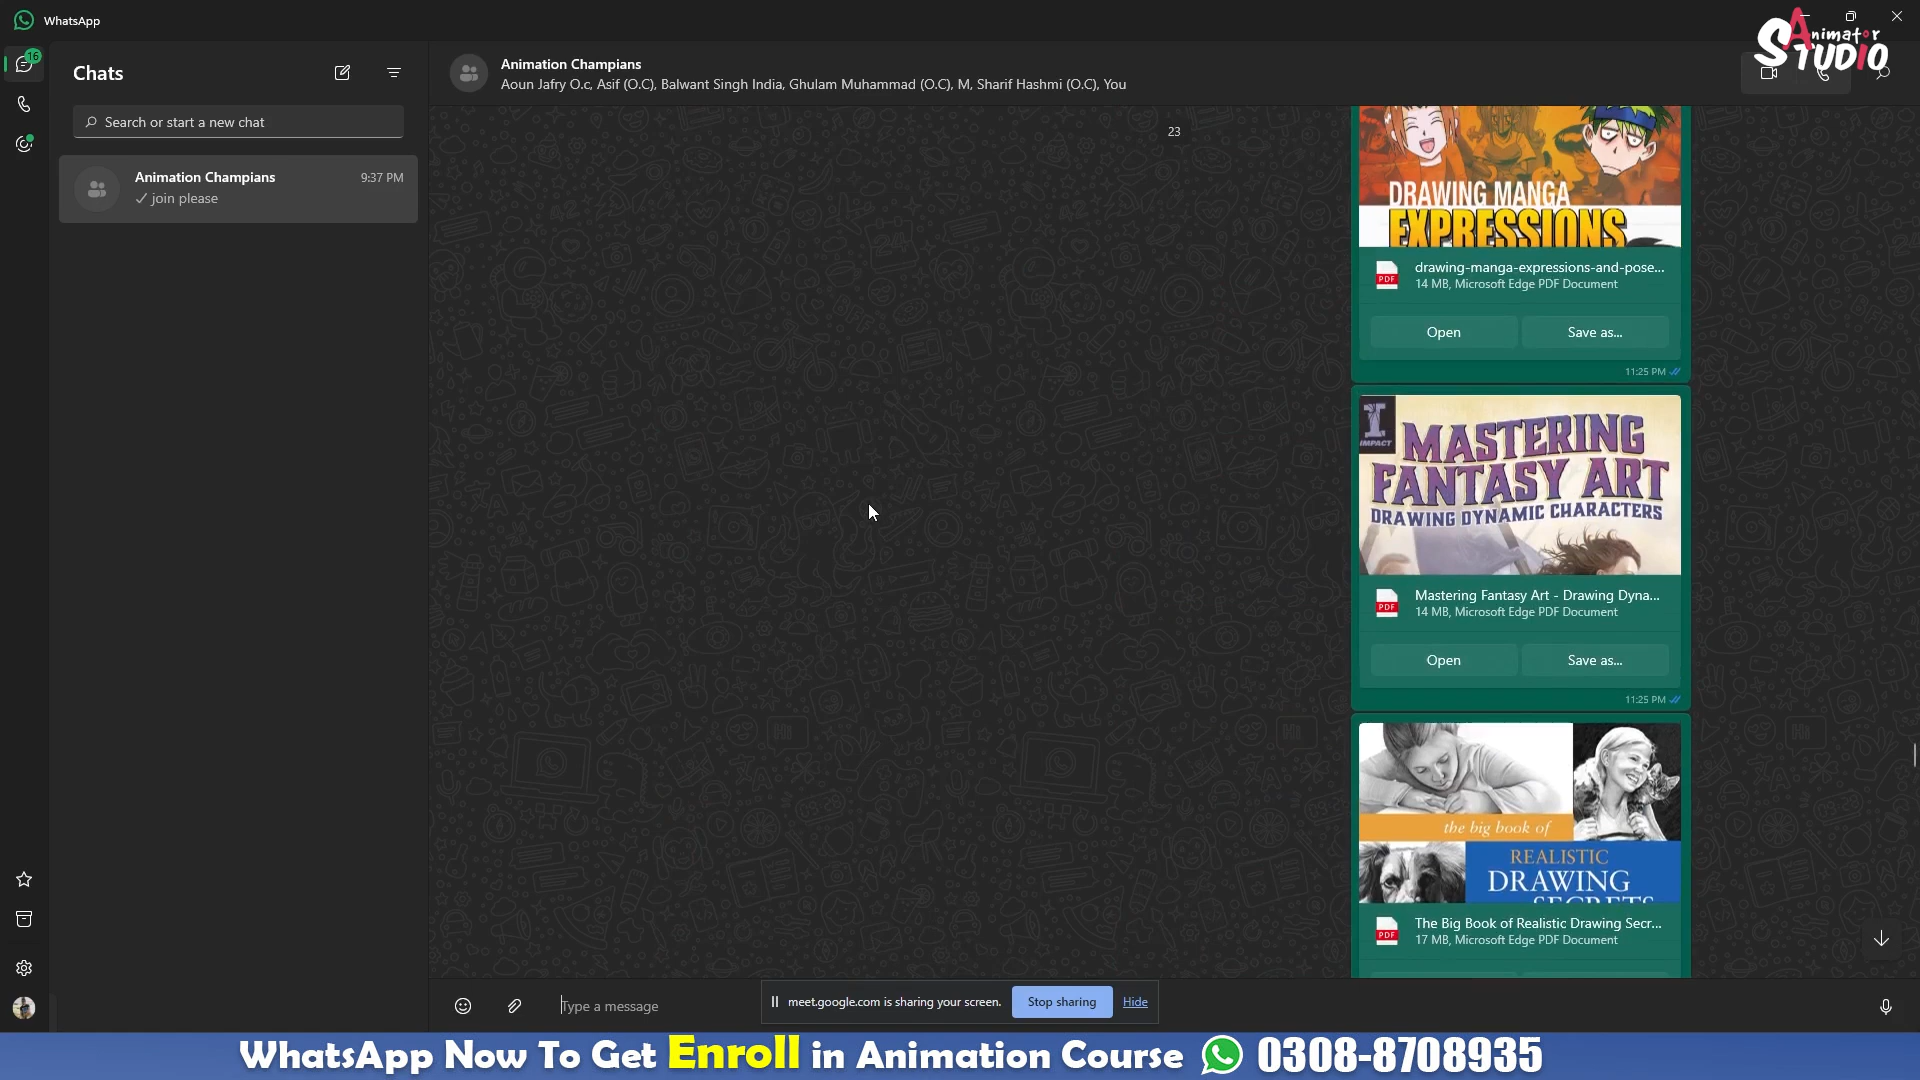 WhatsApp
Animator
STUDIO
16
Chats
Search or start a new chat
Animation Champians
9:37 PM
join please
Animation Champians
Aoun Jafry O.c, Asif (O.C), Balwant Singh India, Ghulam Muhammad (O.C), M, Sharif Hashmi (O.C), You
23
DRAWING MANGA
EXPRESSIONS
PDF
drawing-manga-expressions-and-pose...
14 MB, Microsoft Edge PDF Document
Open
Save as...
11:25 PM
I
IMPACT
MASTERING
FANTASY ART
DRAWING DYNAMIC CHARACTERS
PDF
Mastering Fantasy Art - Drawing Dyna...
14 MB, Microsoft Edge PDF Document
Open
Save as...
11:25 PM
the big book of
REALISTIC
DRAWING
SECRETS
PDF
The Big Book of Realistic Drawing Secr...
17 MB, Microsoft Edge PDF Document
Type a message
meet.google.com is sharing your screen.
Stop sharing
Hide
WhatsApp Now To Get Enroll in Animation Course 0308-8708935